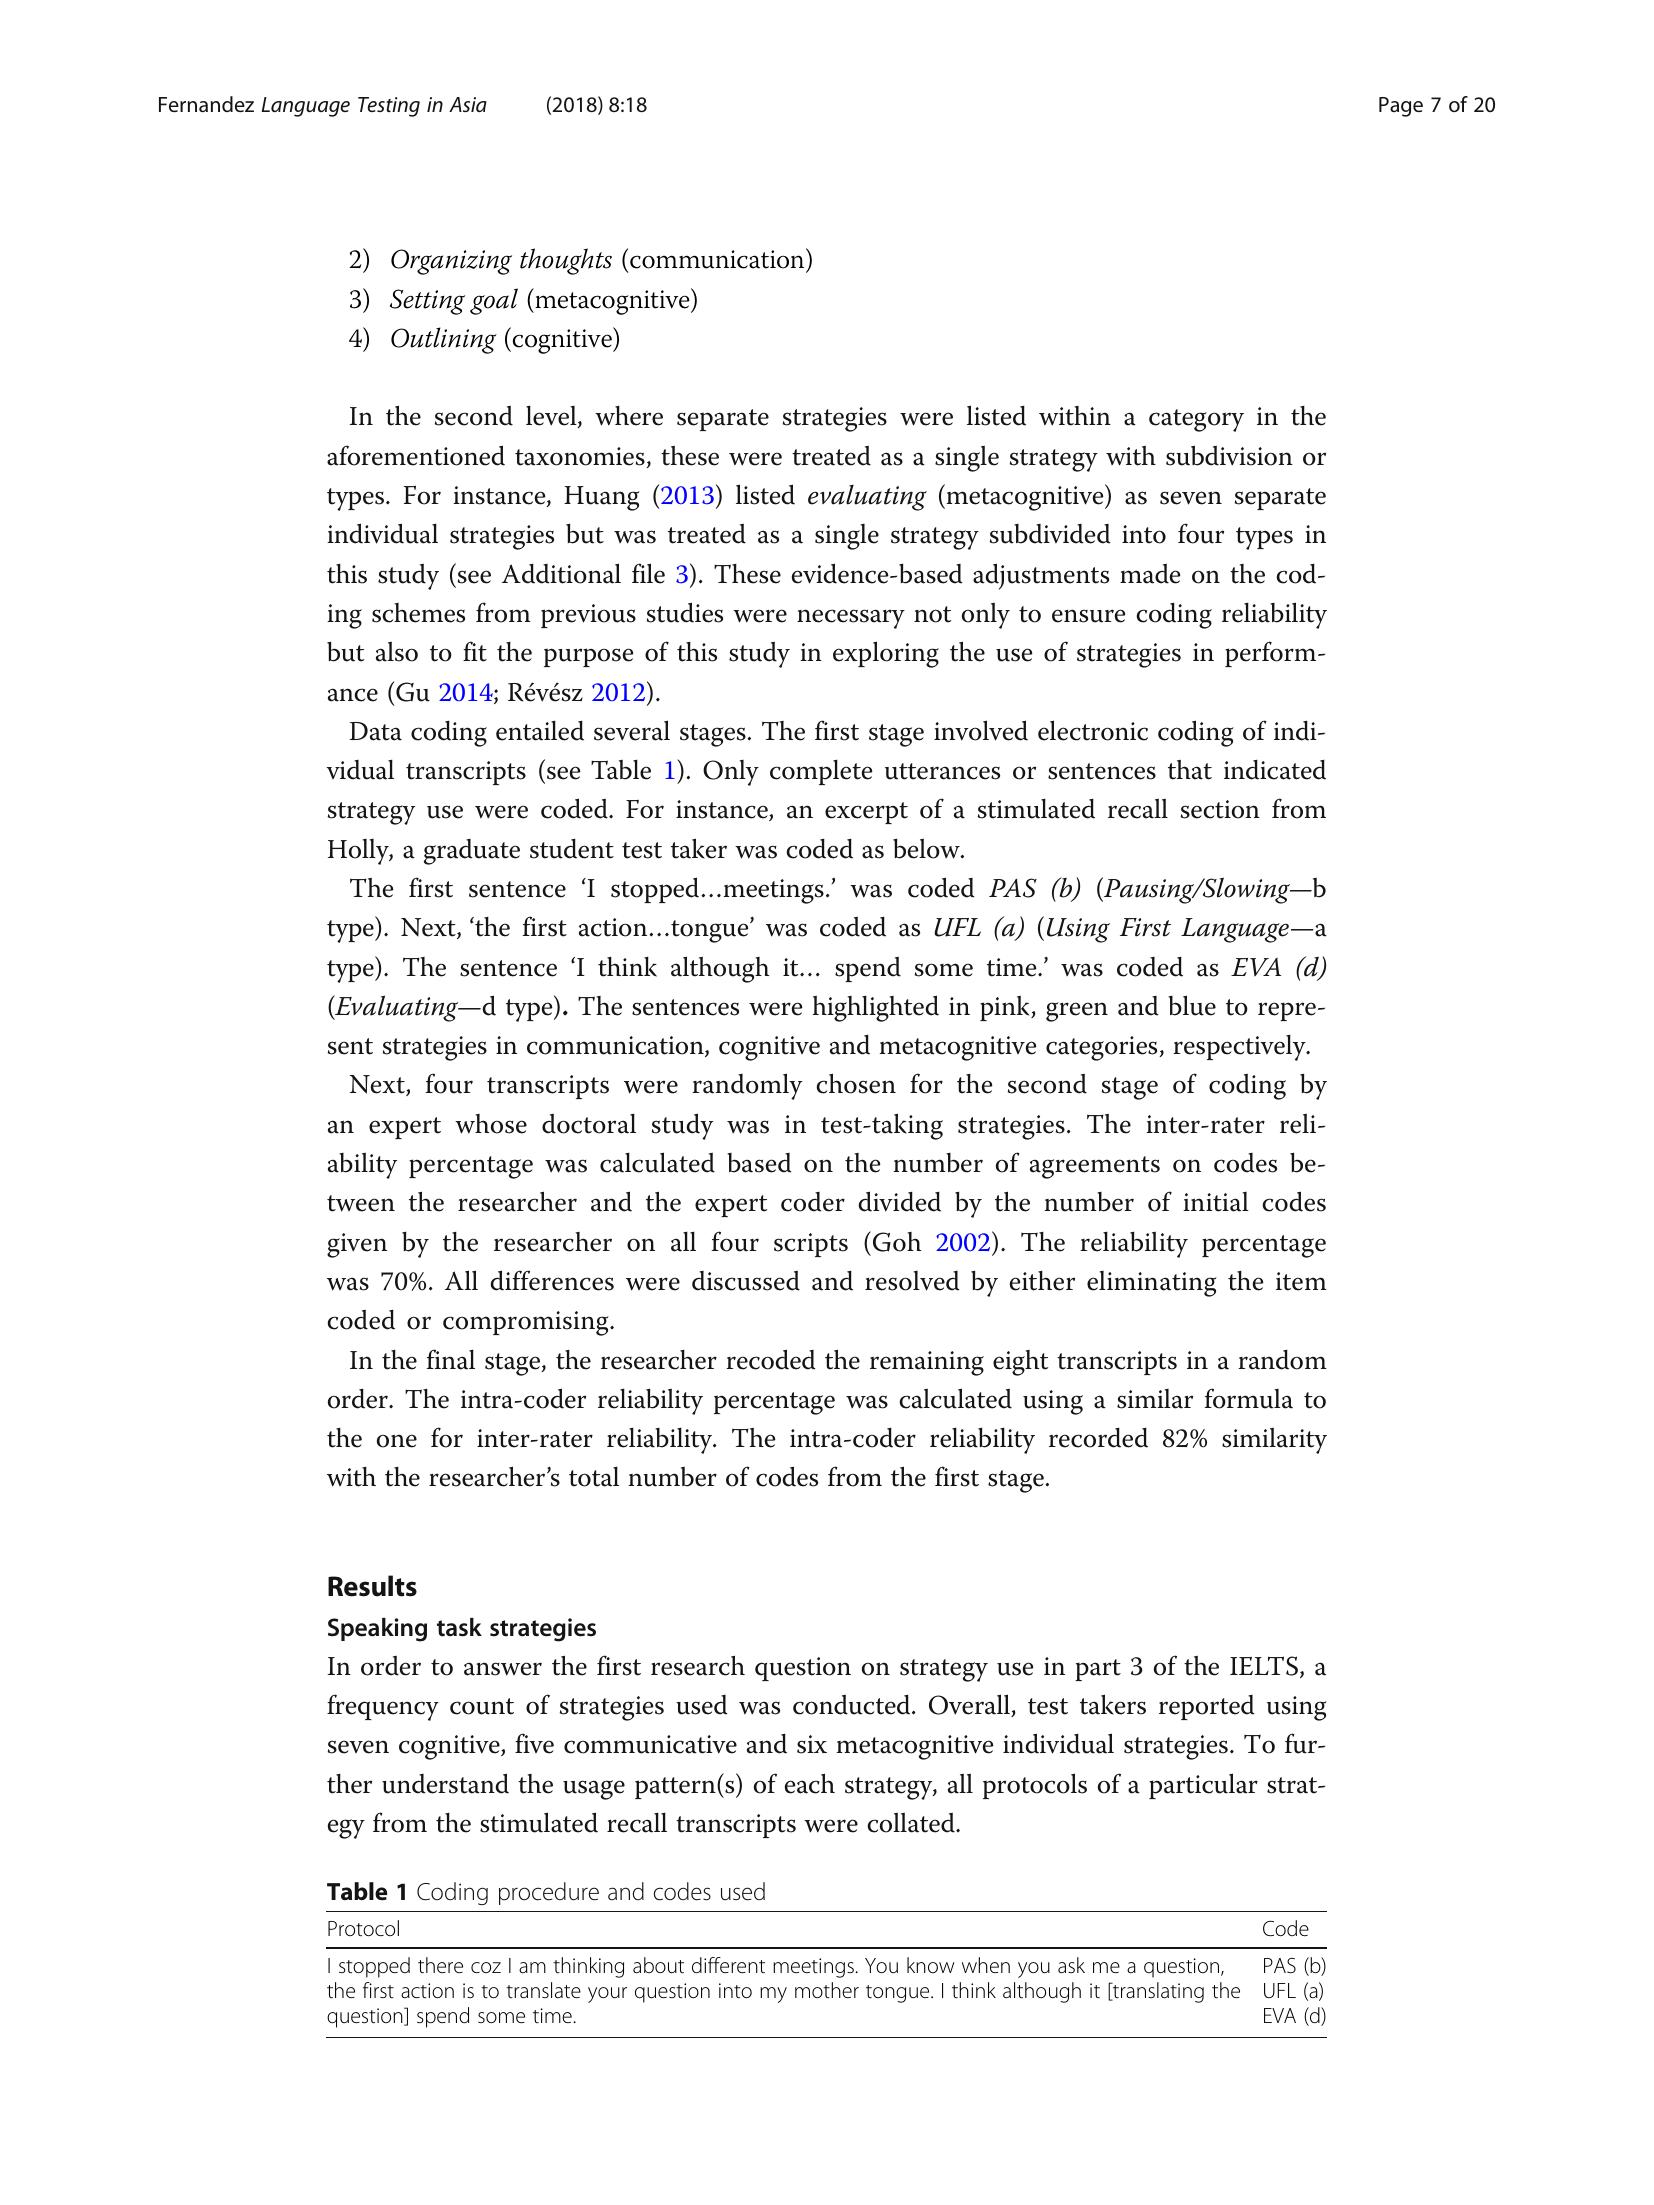 Fernandez Language Testing in Asia (2018) 8:18 Page 7 of 20
2) Organizing thoughts (communication)
3) Setting goal (metacognitive)
4) Outlining (cognitive)
In the second level, where separate strategies were listed within a category in the
aforementioned taxonomies, these were treated as a single strategy with subdivision or
types. For instance, Huang (2013) listed evaluating (metacognitive) as seven separate
individual strategies but was treated as a single strategy subdivided into four types in
this study (see Additional file 3). These evidence-based adjustments made on the cod-
ing schemes from previous studies were necessary not only to ensure coding reliability
but also to fit the purpose of this study in exploring the use of strategies in perform-
ance (Gu 2014; Révész 2012).
Data coding entailed several stages. The first stage involved electronic coding of indi-
vidual transcripts (see Table 1). Only complete utterances or sentences that indicated
strategy use were coded. For instance, an excerpt of a stimulated recall section from
Holly, a graduate student test taker was coded as below.
The first sentence ‘I stopped…meetings.’ was coded PAS (b) (Pausing/Slowing—b
type). Next, ‘the first action…tongue’ was coded as UFL (a) (Using First Language—a
type). The sentence ‘I think although it… spend some time.’ was coded as EVA (d)
(Evaluating—d type). The sentences were highlighted in pink, green and blue to repre-
sent strategies in communication, cognitive and metacognitive categories, respectively.
Next, four transcripts were randomly chosen for the second stage of coding by
an expert whose doctoral study was in test-taking strategies. The inter-rater reli-
ability percentage was calculated based on the number of agreements on codes be-
tween the researcher and the expert coder divided by the number of initial codes
given by the researcher on all four scripts (Goh 2002). The reliability percentage
was 70%. All differences were discussed and resolved by either eliminating the item
coded or compromising.
In the final stage, the researcher recoded the remaining eight transcripts in a random
order. The intra-coder reliability percentage was calculated using a similar formula to
the one for inter-rater reliability. The intra-coder reliability recorded 82% similarity
with the researcher’s total number of codes from the first stage.
Results
Speaking task strategies
In order to answer the first research question on strategy use in part 3 of the IELTS, a
frequency count of strategies used was conducted. Overall, test takers reported using
seven cognitive, five communicative and six metacognitive individual strategies. To fur-
ther understand the usage pattern(s) of each strategy, all protocols of a particular strat-
egy from the stimulated recall transcripts were collated.
Table 1 Coding procedure and codes used
Protocol Code
I stopped there coz I am thinking about different meetings. You know when you ask me a question, PAS (b)
the first action is to translate your question into my mother tongue. I think although it [translating the UFL (a)
question] spend some time. EVA (d)